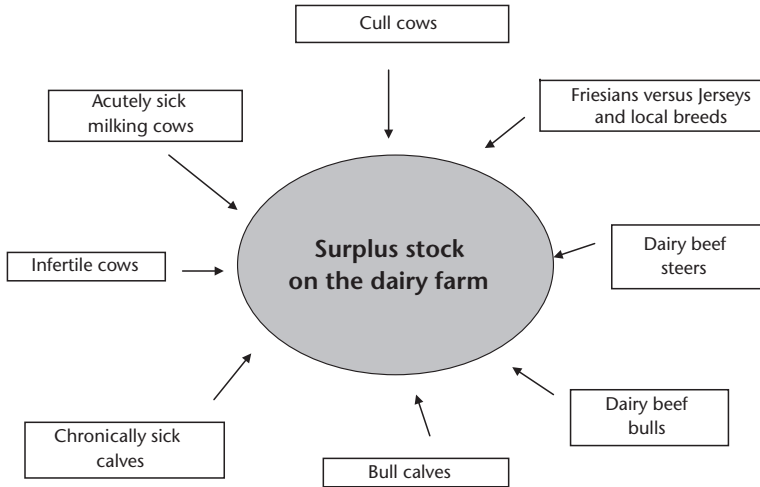 Cull cows
Friesians versus Jerseys
and local breeds
Acutely sick
milking cows
Surplus stock
on the dairy farm
Dairy beef
steers
Infertile cows
Dairy beef
bulls
Chronically sick
calves
Bull calves